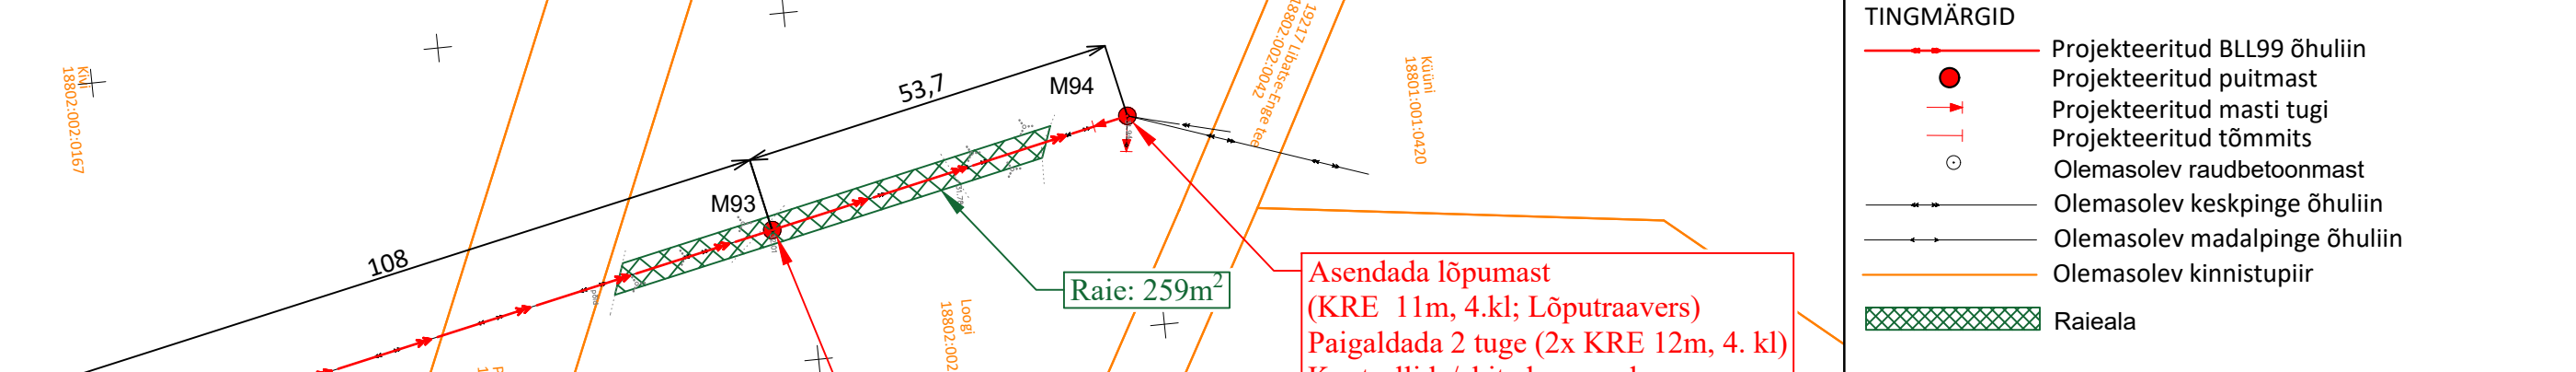 Kivi
18802:002:0167
108
M93
53,7
M94
19217 Libatse-Enge tee
18802:002:0042
Küüni
18801:001:0420
Raie: 259m²
Loogi
18802:002
Asendada lõpumast
(KRE 11m, 4.kl; Lõputraavers)
Paigaldada 2 tuge (2x KRE 12m, 4. kl)
TINGMÄRGID
Projekteeritud BLL99 õhuliin
Projekteeritud puitmast
Projekteeritud masti tugi
Projekteeritud tõmmits
Olemasolev raudbetoonmast
Olemasolev keskpinge õhuliin
Olemasolev madalpinge õhuliin
Olemasolev kinnistupiir
Raieala